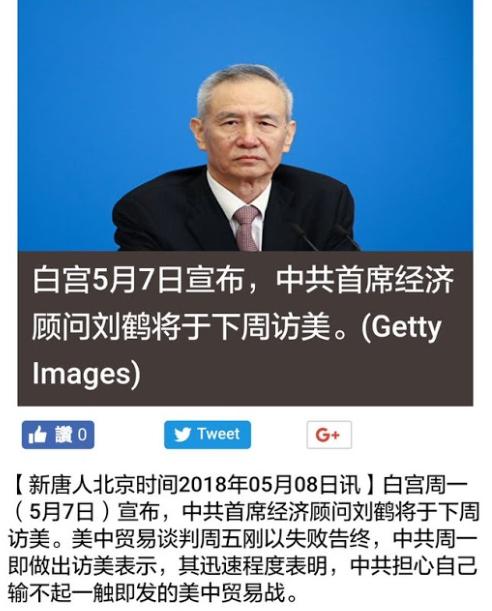 白宫5月7日宣布，中共首席经济
顾问刘鹤将于下周访美。(Getty
Images)
讚 0
Tweet
G+
【 新唐人北京时间2018年05月08日讯 】白宫周一
（ 5月7日 ）宣布，中共首席经济顾问刘鹤将于下周
访美。美中贸易谈判周五刚以失败告终，中共周一
即做出访美表示，其迅速程度表明，中共担心自己
输不起一触即发的美中贸易战。